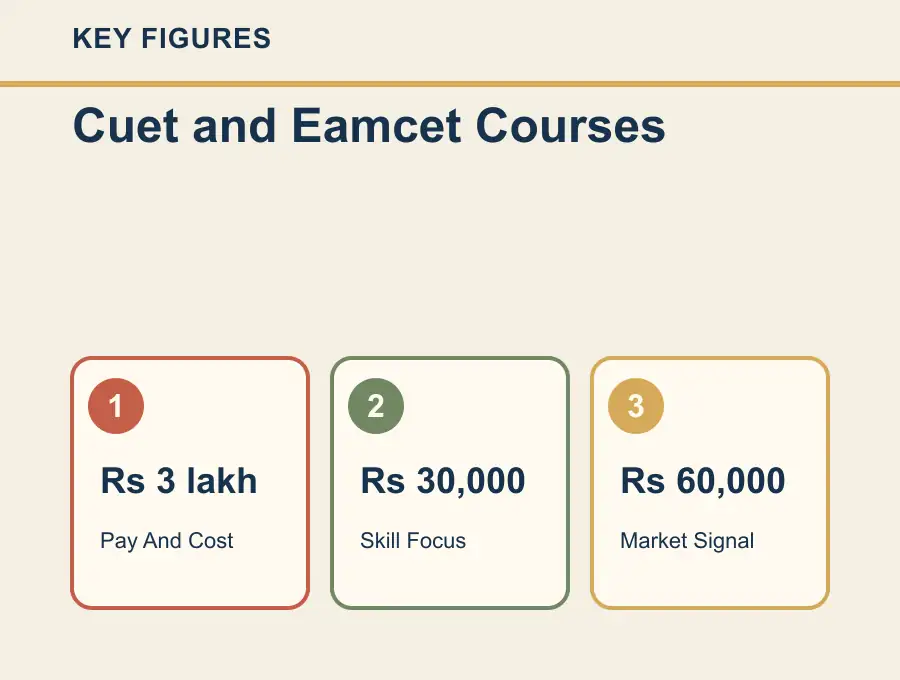 KEY FIGURES
Cuet and Eamcet Courses
1
Rs 3 lakh
Pay And Cost
2
Rs 30,000
Skill Focus
3
Rs 60,000
Market Signal